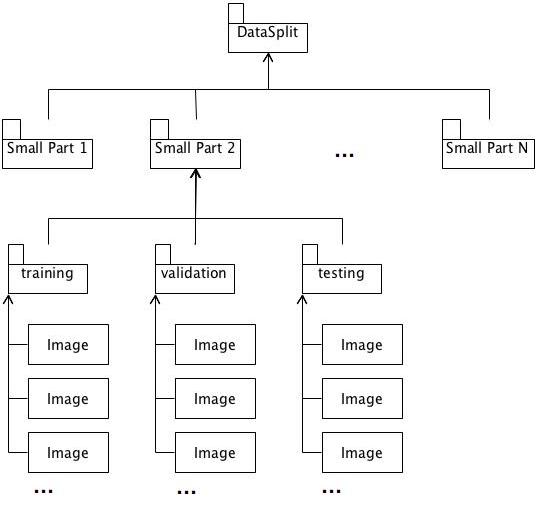 DataSplit
Small Part 1
Small Part 2
...
Small Part N
training
validation
testing
Image
Image
Image
Image
Image
Image
Image
Image
Image
...
...
...